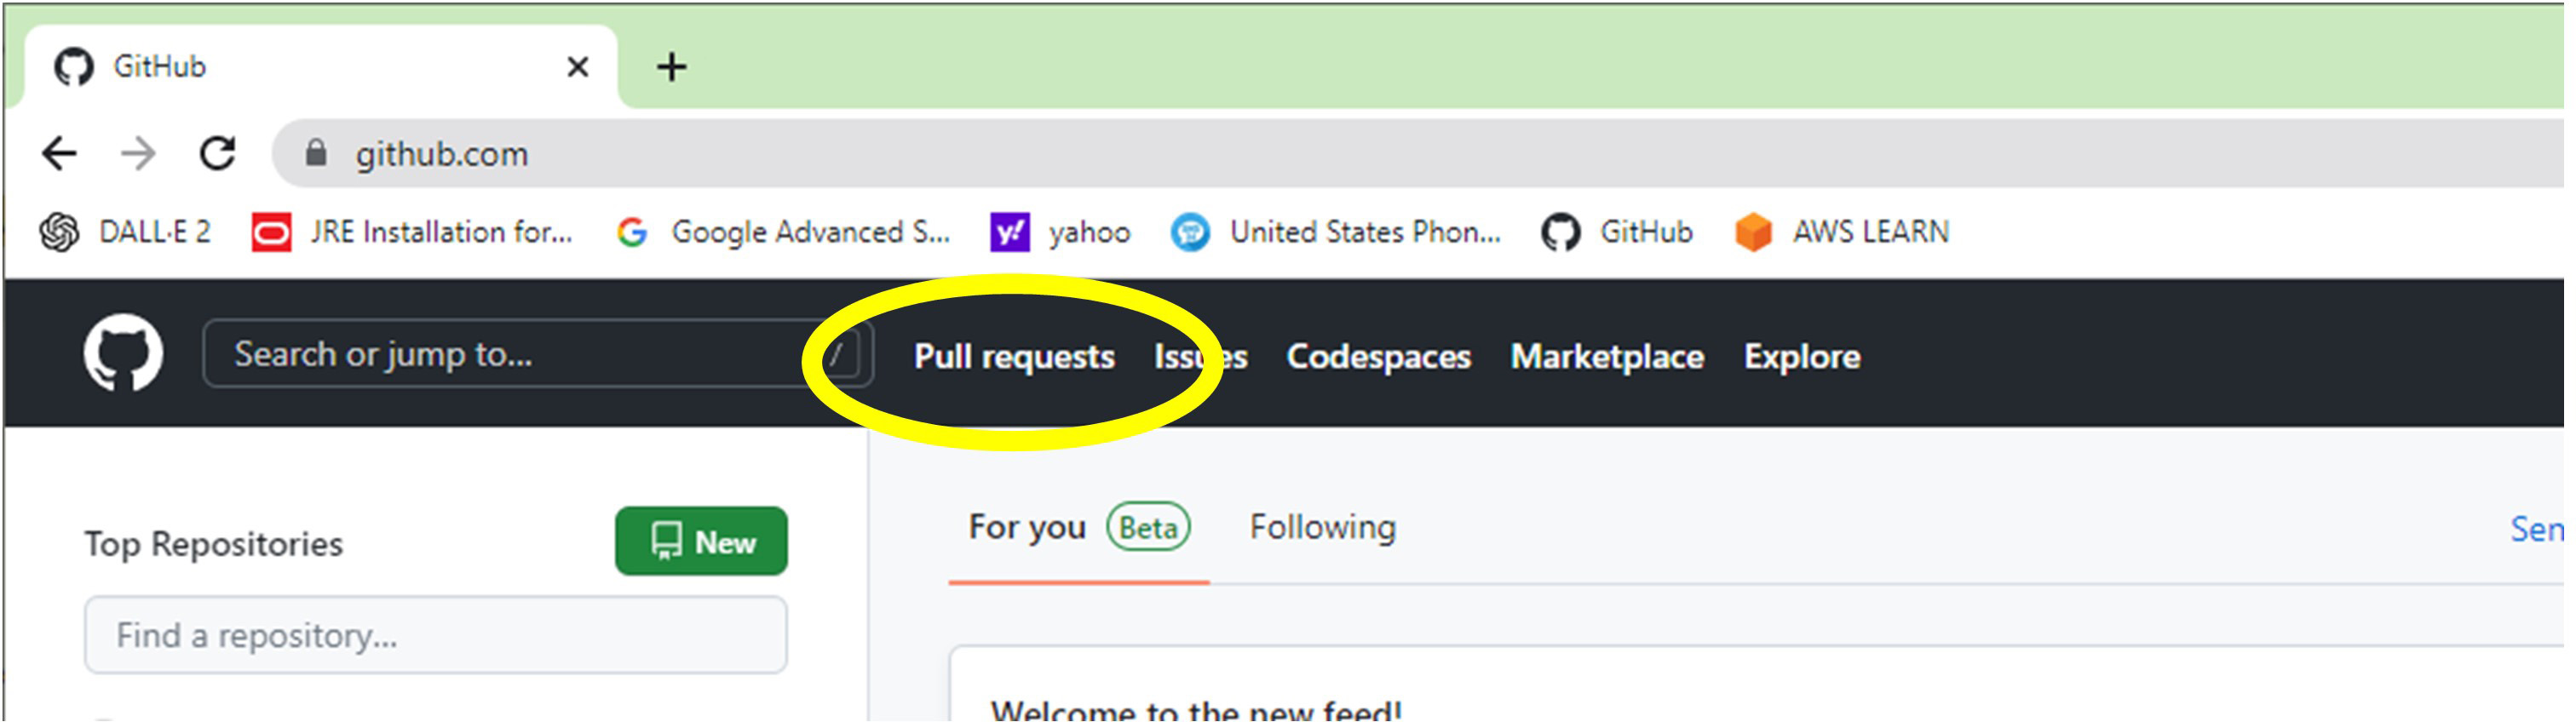 GitHub
github.com
DALL·E 2 JRE Installation for... Google Advanced S... yahoo United States Phon... GitHub AWS LEARN
Search or jump to... / Pull requests Issues Codespaces Marketplace Explore
For you Beta Following
Top Repositories New
Find a repository...
Welcome to the new feed!